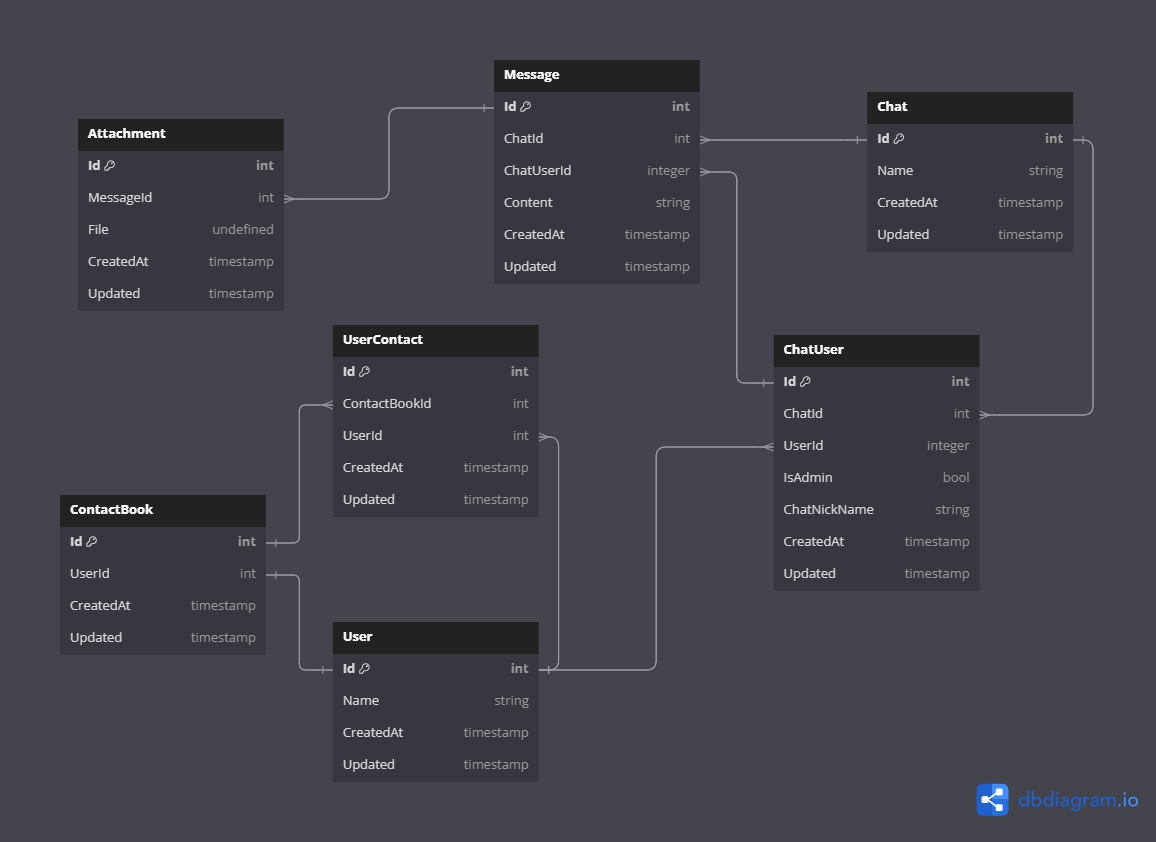 Message
Id int
ChatId int
ChatUserId integer
Content string
CreatedAt timestamp
Updated timestamp
Chat
Id int
Name string
CreatedAt timestamp
Updated timestamp
Attachment
Id int
MessageId int
File undefined
CreatedAt timestamp
Updated timestamp
UserContact
Id int
ContactBookId int
UserId int
CreatedAt timestamp
Updated timestamp
ChatUser
Id int
ChatId int
UserId integer
IsAdmin bool
ChatNickName string
CreatedAt timestamp
Updated timestamp
ContactBook
Id int
UserId int
CreatedAt timestamp
Updated timestamp
User
Id int
Name string
CreatedAt timestamp
Updated timestamp
dbdiagram.io